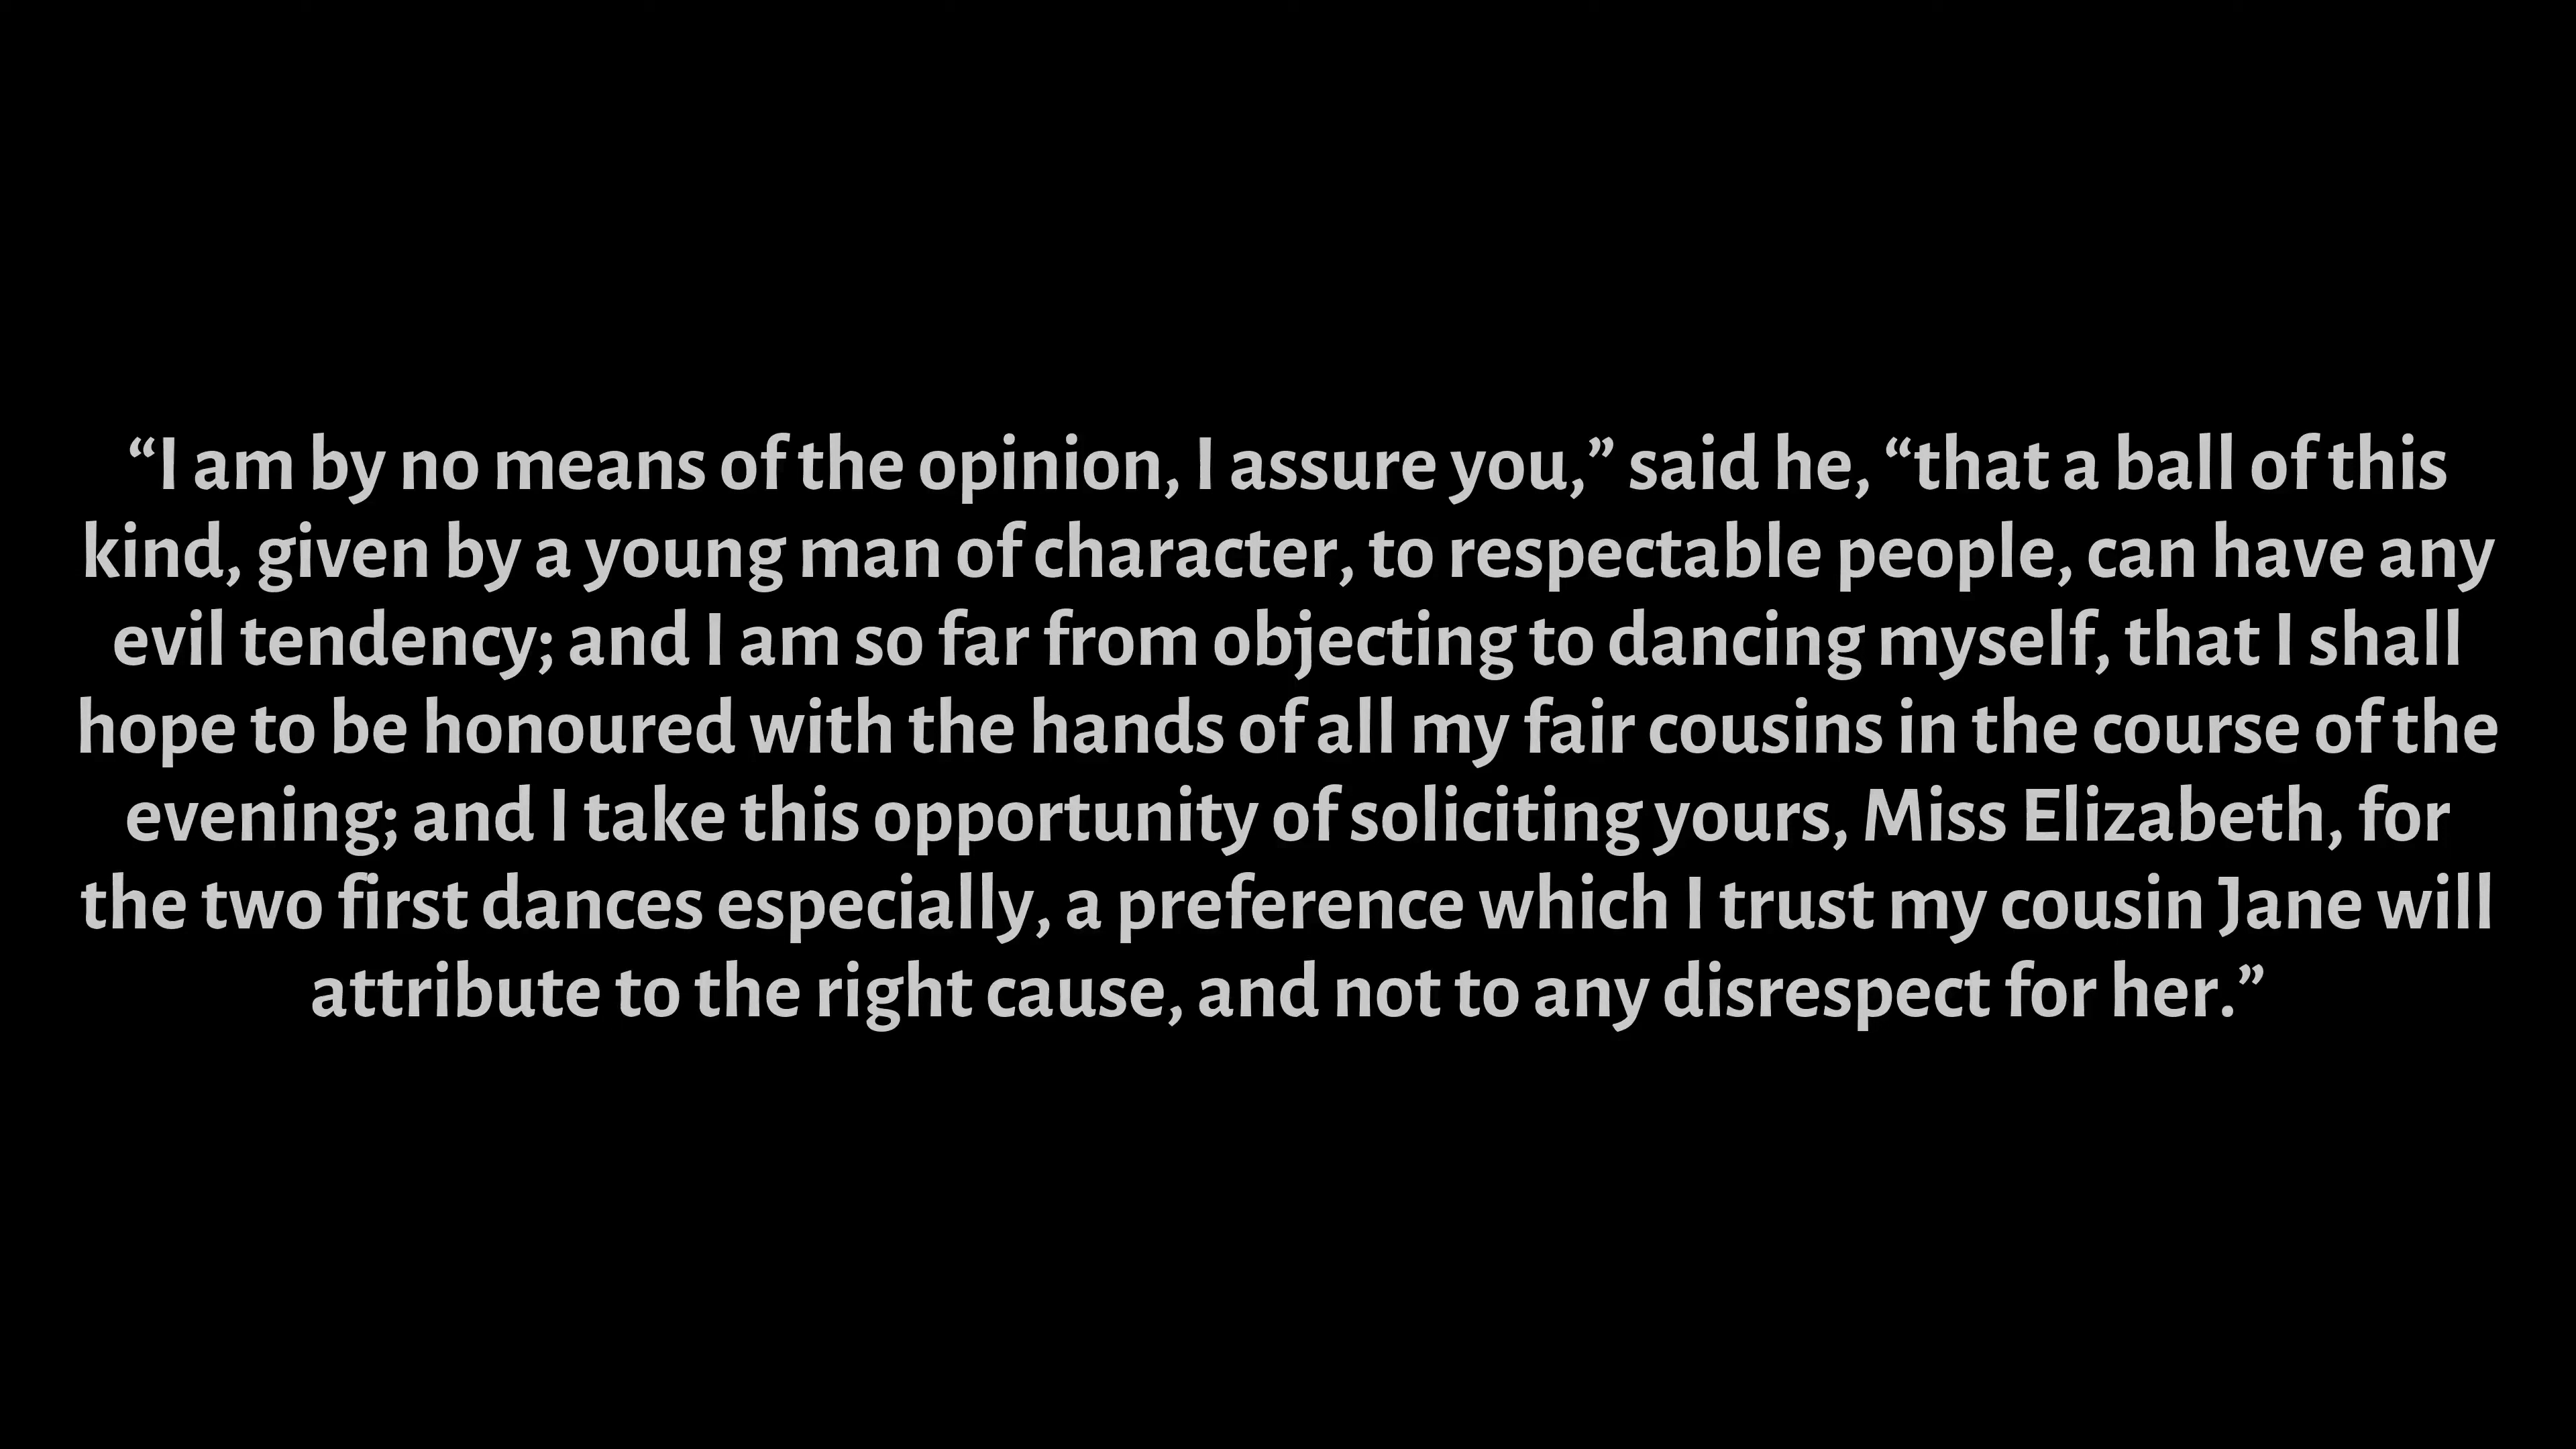 “I am by no means of the opinion, I assure you,” said he, “that a ball of this
kind, given by a young man of character, to respectable people, can have any
evil tendency; and I am so far from objecting to dancing myself, that I shall
hope to be honoured with the hands of all my fair cousins in the course of the
evening; and I take this opportunity of soliciting yours, Miss Elizabeth, for
the two first dances especially, a preference which I trust my cousin Jane will
attribute to the right cause, and not to any disrespect for her.”